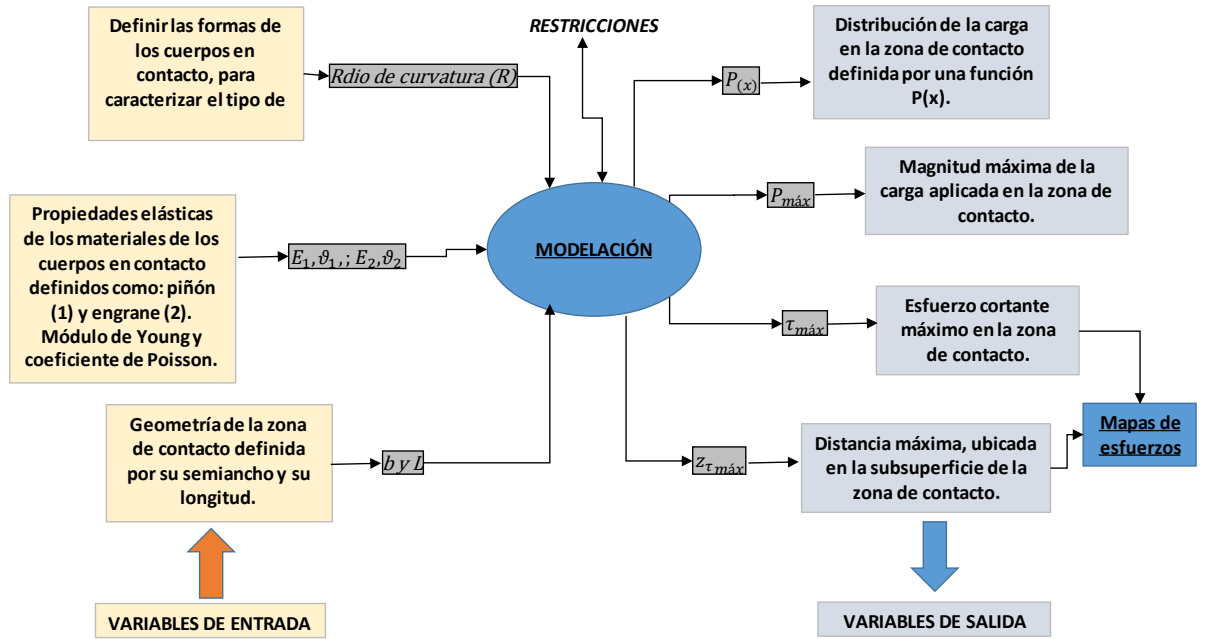 Definir las formas de
los cuerpos en
contacto, para
caracterizar el tipo de
Rdio de curvatura (R)
RESTRICCIONES
P(x)
Distribución de la carga
en la zona de contacto
definida por una función
P(x).
Propiedades elásticas
de los materiales de los
cuerpos en contacto
definidos como: piñón
(1) y engrane (2).
Módulo de Young y
coeficiente de Poisson.
E₁,ϑ₁,; E₂,ϑ₂
MODELACIÓN
Pmáx
Magnitud máxima de la
carga aplicada en la zona de
contacto.
τmáx
Esfuerzo cortante
máximo en la zona
de contacto.
Geometría de la zona
de contacto definida
por su semiancho y su
longitud.
b y L
zτmáx
Distancia máxima, ubicada
en la subsuperficie de la
zona de contacto.
Mapas de
esfuerzos
VARIABLES DE ENTRADA
VARIABLES DE SALIDA